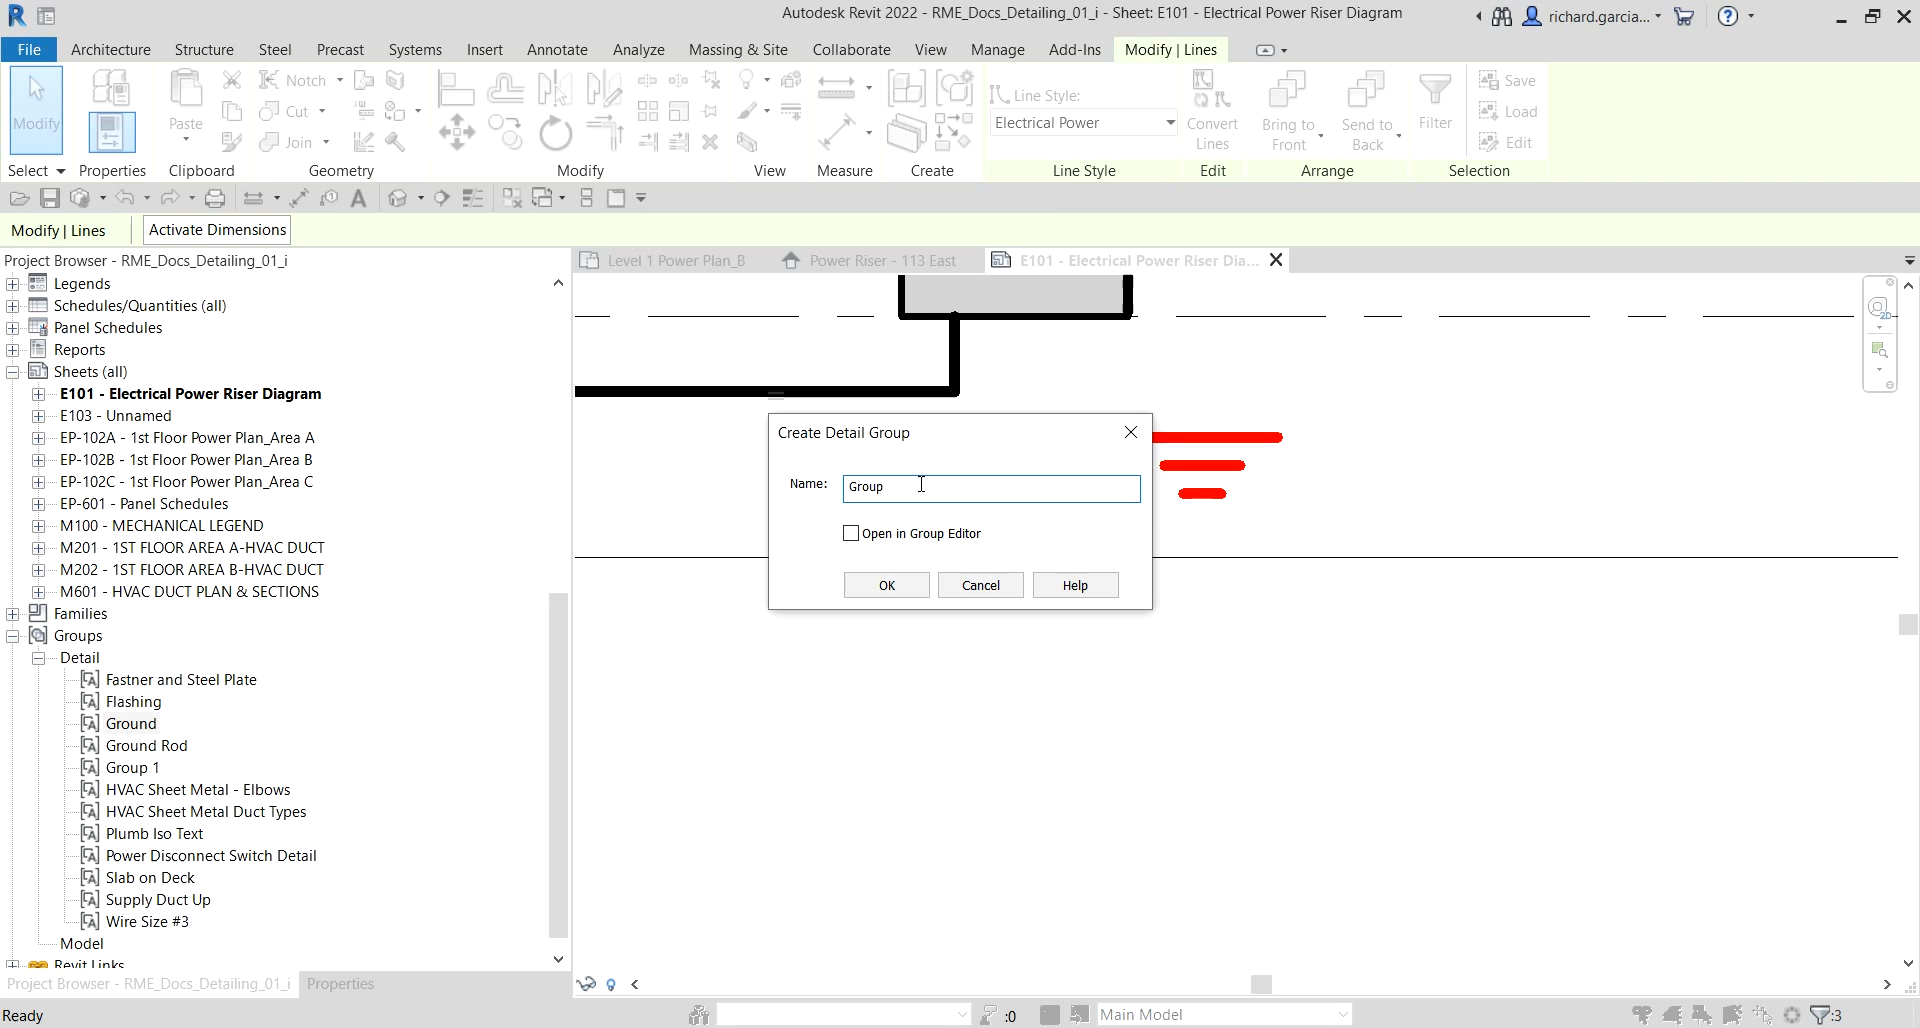 Autodesk Revit 2022 - RME_Docs_Detailing_01_i - Sheet: E101 - Electrical Power Riser Diagram
richard.garcia...
File Architecture Structure Steel Precast Systems Insert Annotate Analyze Massing & Site Collaborate View Manage Add-Ins Modify | Lines
Modify
Paste
Notch
Cut
Join
Line Style:
Electrical Power
Convert
Lines
Bring to
Front
Send to
Back
Filter
Save
Load
Edit
Select Properties Clipboard Geometry Modify View Measure Create Line Style Edit Arrange Selection
Modify | Lines Activate Dimensions
Project Browser - RME_Docs_Detailing_01_i
Level 1 Power Plan_B Power Riser - 113 East E101 - Electrical Power Riser Dia...
Legends
Schedules/Quantities (all)
Panel Schedules
Reports
Sheets (all)
E101 - Electrical Power Riser Diagram
E103 - Unnamed
EP-102A - 1st Floor Power Plan_Area A
EP-102B - 1st Floor Power Plan_Area B
EP-102C - 1st Floor Power Plan_Area C
EP-601 - Panel Schedules
M100 - MECHANICAL LEGEND
M201 - 1ST FLOOR AREA A-HVAC DUCT
M202 - 1ST FLOOR AREA B-HVAC DUCT
M601 - HVAC DUCT PLAN & SECTIONS
Families
Groups
Detail
Fastner and Steel Plate
Flashing
Ground
Ground Rod
Group 1
HVAC Sheet Metal - Elbows
HVAC Sheet Metal Duct Types
Plumb Iso Text
Power Disconnect Switch Detail
Slab on Deck
Supply Duct Up
Wire Size #3
Model
Revit Links
Create Detail Group
Name: Group
Open in Group Editor
OK Cancel Help
2D
Project Browser - RME_Docs_Detailing_01_i Properties
Ready
:0
Main Model
:3